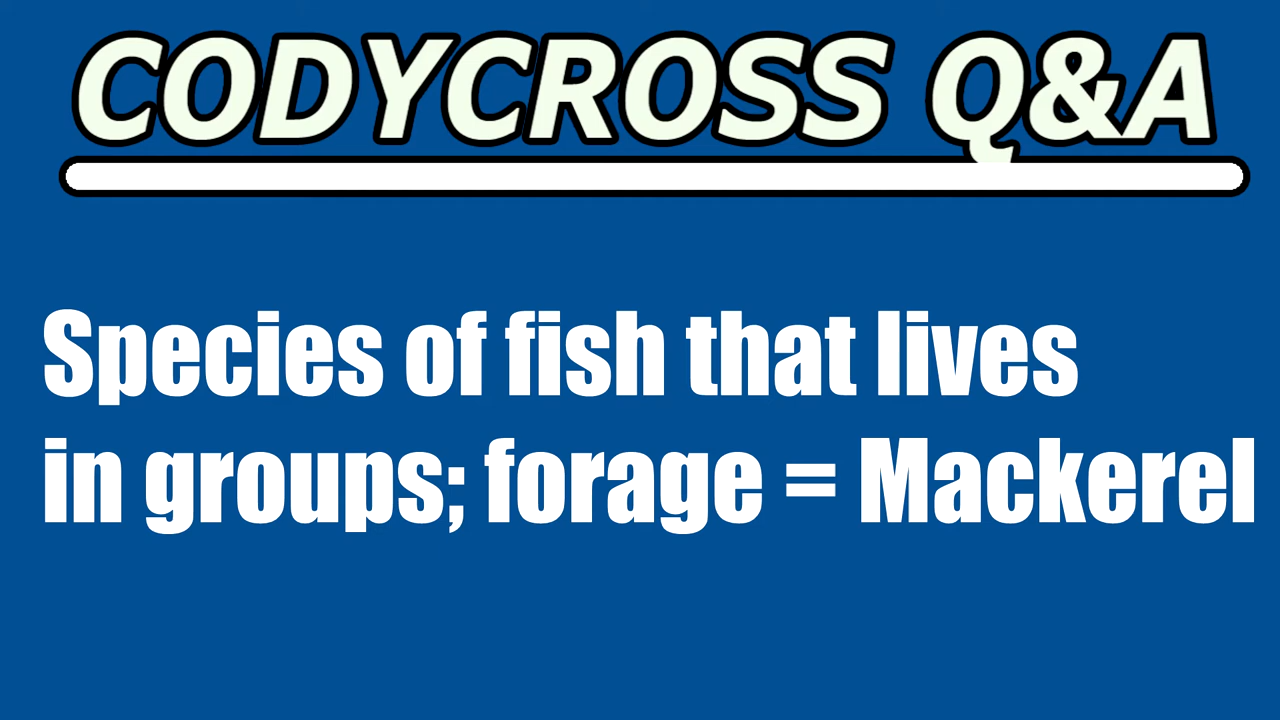 CODYCROSS Q&A
Species of fish that lives
in groups; forage = Mackerel